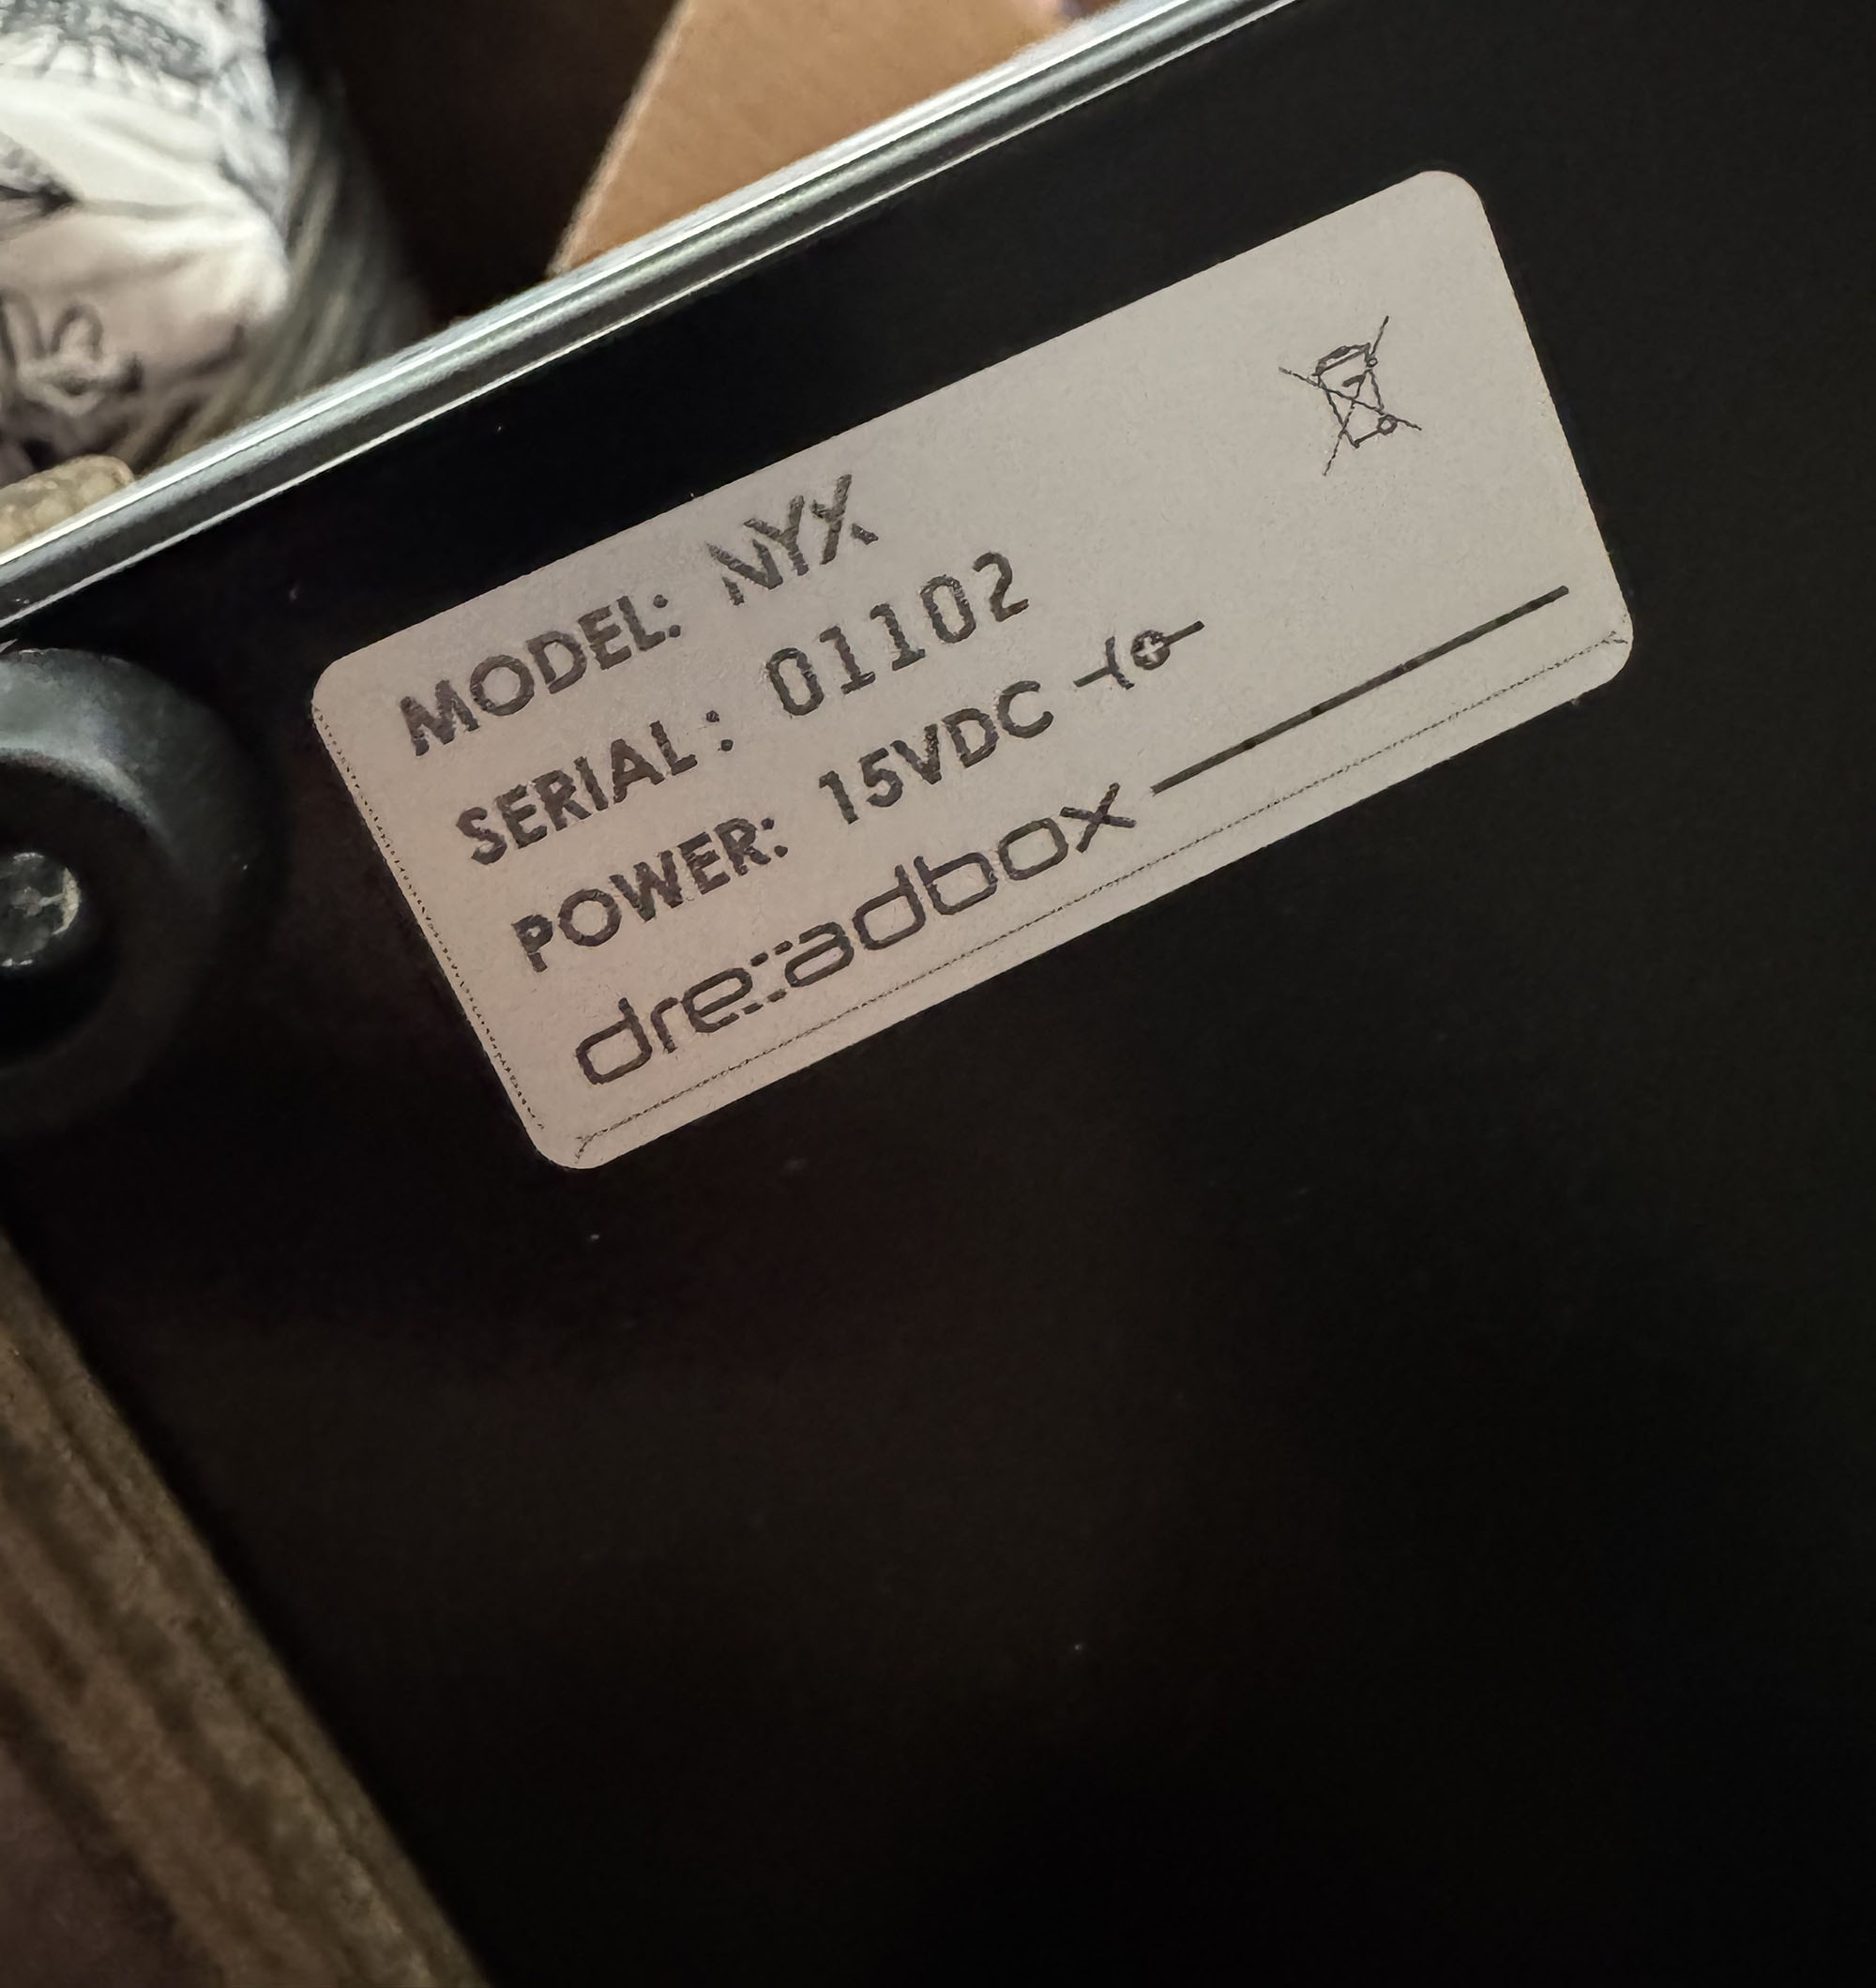 MODEL: NYX
SERIAL: 01102
POWER: 15VDC
dre:adbox